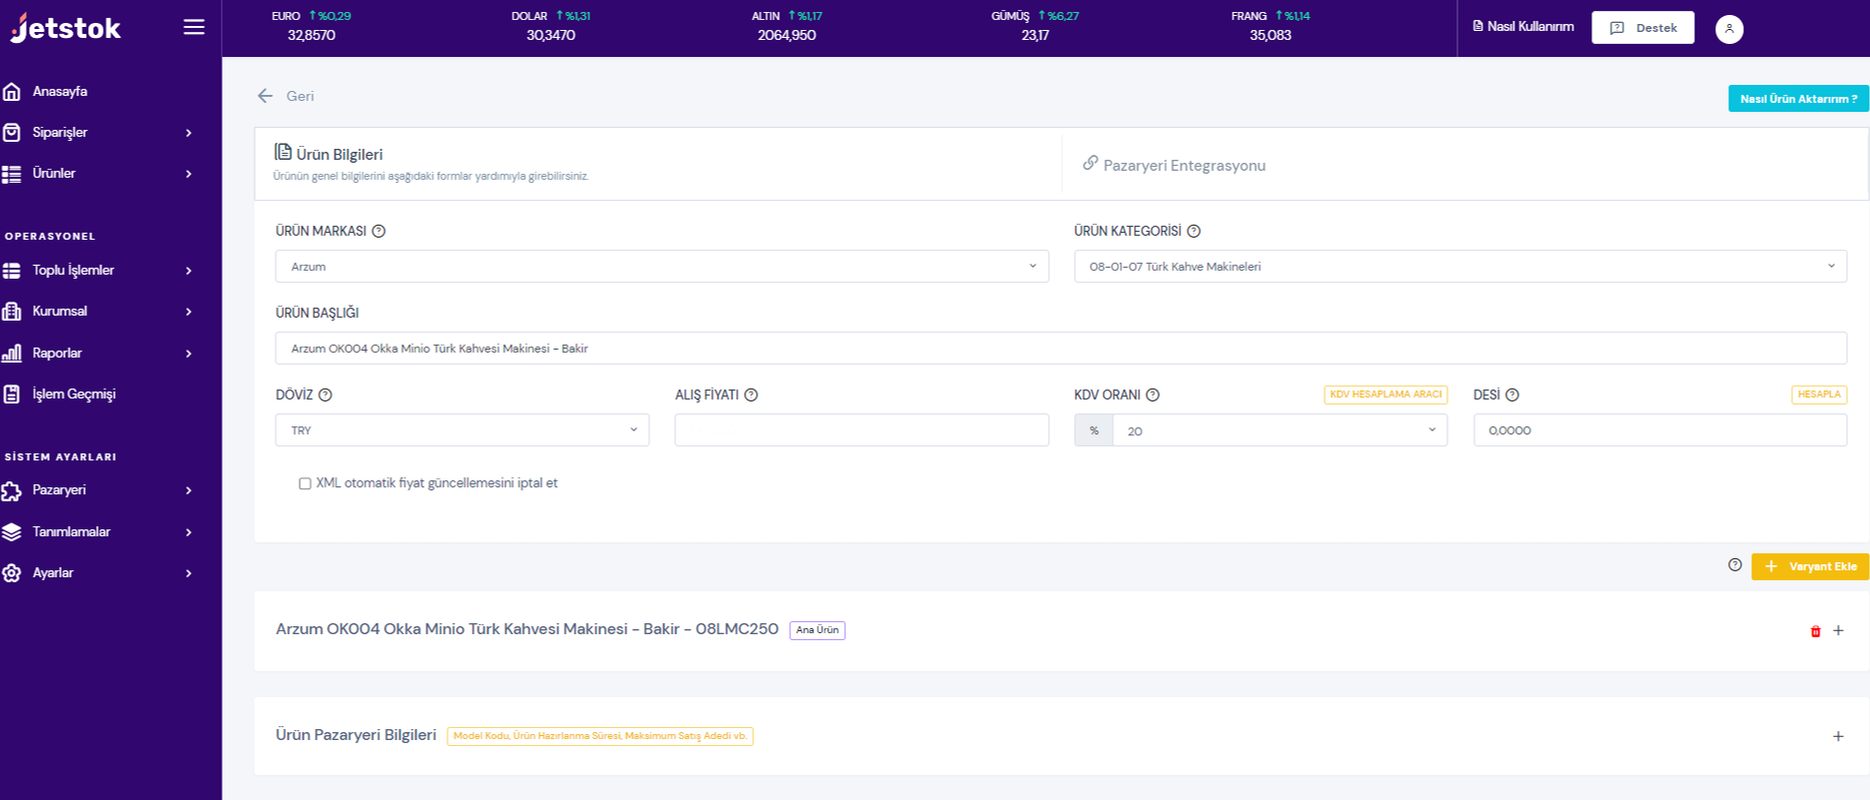 Jetstok
EURO ↑%0,29
32,8570
DOLAR ↑%1,31
30,3470
ALTIN ↑%1,17
2064,950
GÜMÜŞ ↑%6,27
23,17
FRANG ↑%1,14
35,083
Nasıl Kullanırım
Destek
Anasayfa
Siparişler
Ürünler
OPERASYONEL
Toplu İşlemler
Kurumsal
Raporlar
İşlem Geçmişi
SİSTEM AYARLARI
Pazaryeri
Tanımlamalar
Ayarlar
Geri
Nasıl Ürün Aktarırım ?
Ürün Bilgileri
Ürünün genel bilgilerini aşağıdaki formlar yardımıyla girebilirsiniz.
Pazaryeri Entegrasyonu
ÜRÜN MARKASI
Arzum
ÜRÜN KATEGORİSİ
08-01-07 Türk Kahve Makineleri
ÜRÜN BAŞLIĞI
Arzum OK004 Okka Minio Türk Kahvesi Makinesi - Bakir
DÖVİZ
TRY
ALIŞ FİYATI
KDV ORANI
KDV HESAPLAMA ARACI
% 20
DESİ
HESAPLA
0,0000
XML otomatik fiyat güncellemesini iptal et
+ Varyant Ekle
Arzum OK004 Okka Minio Türk Kahvesi Makinesi - Bakir - 08LMC250 Ana Ürün
Ürün Pazaryeri Bilgileri Model Kodu, Ürün Hazırlanma Süresi, Maksimum Satış Adedi vb.